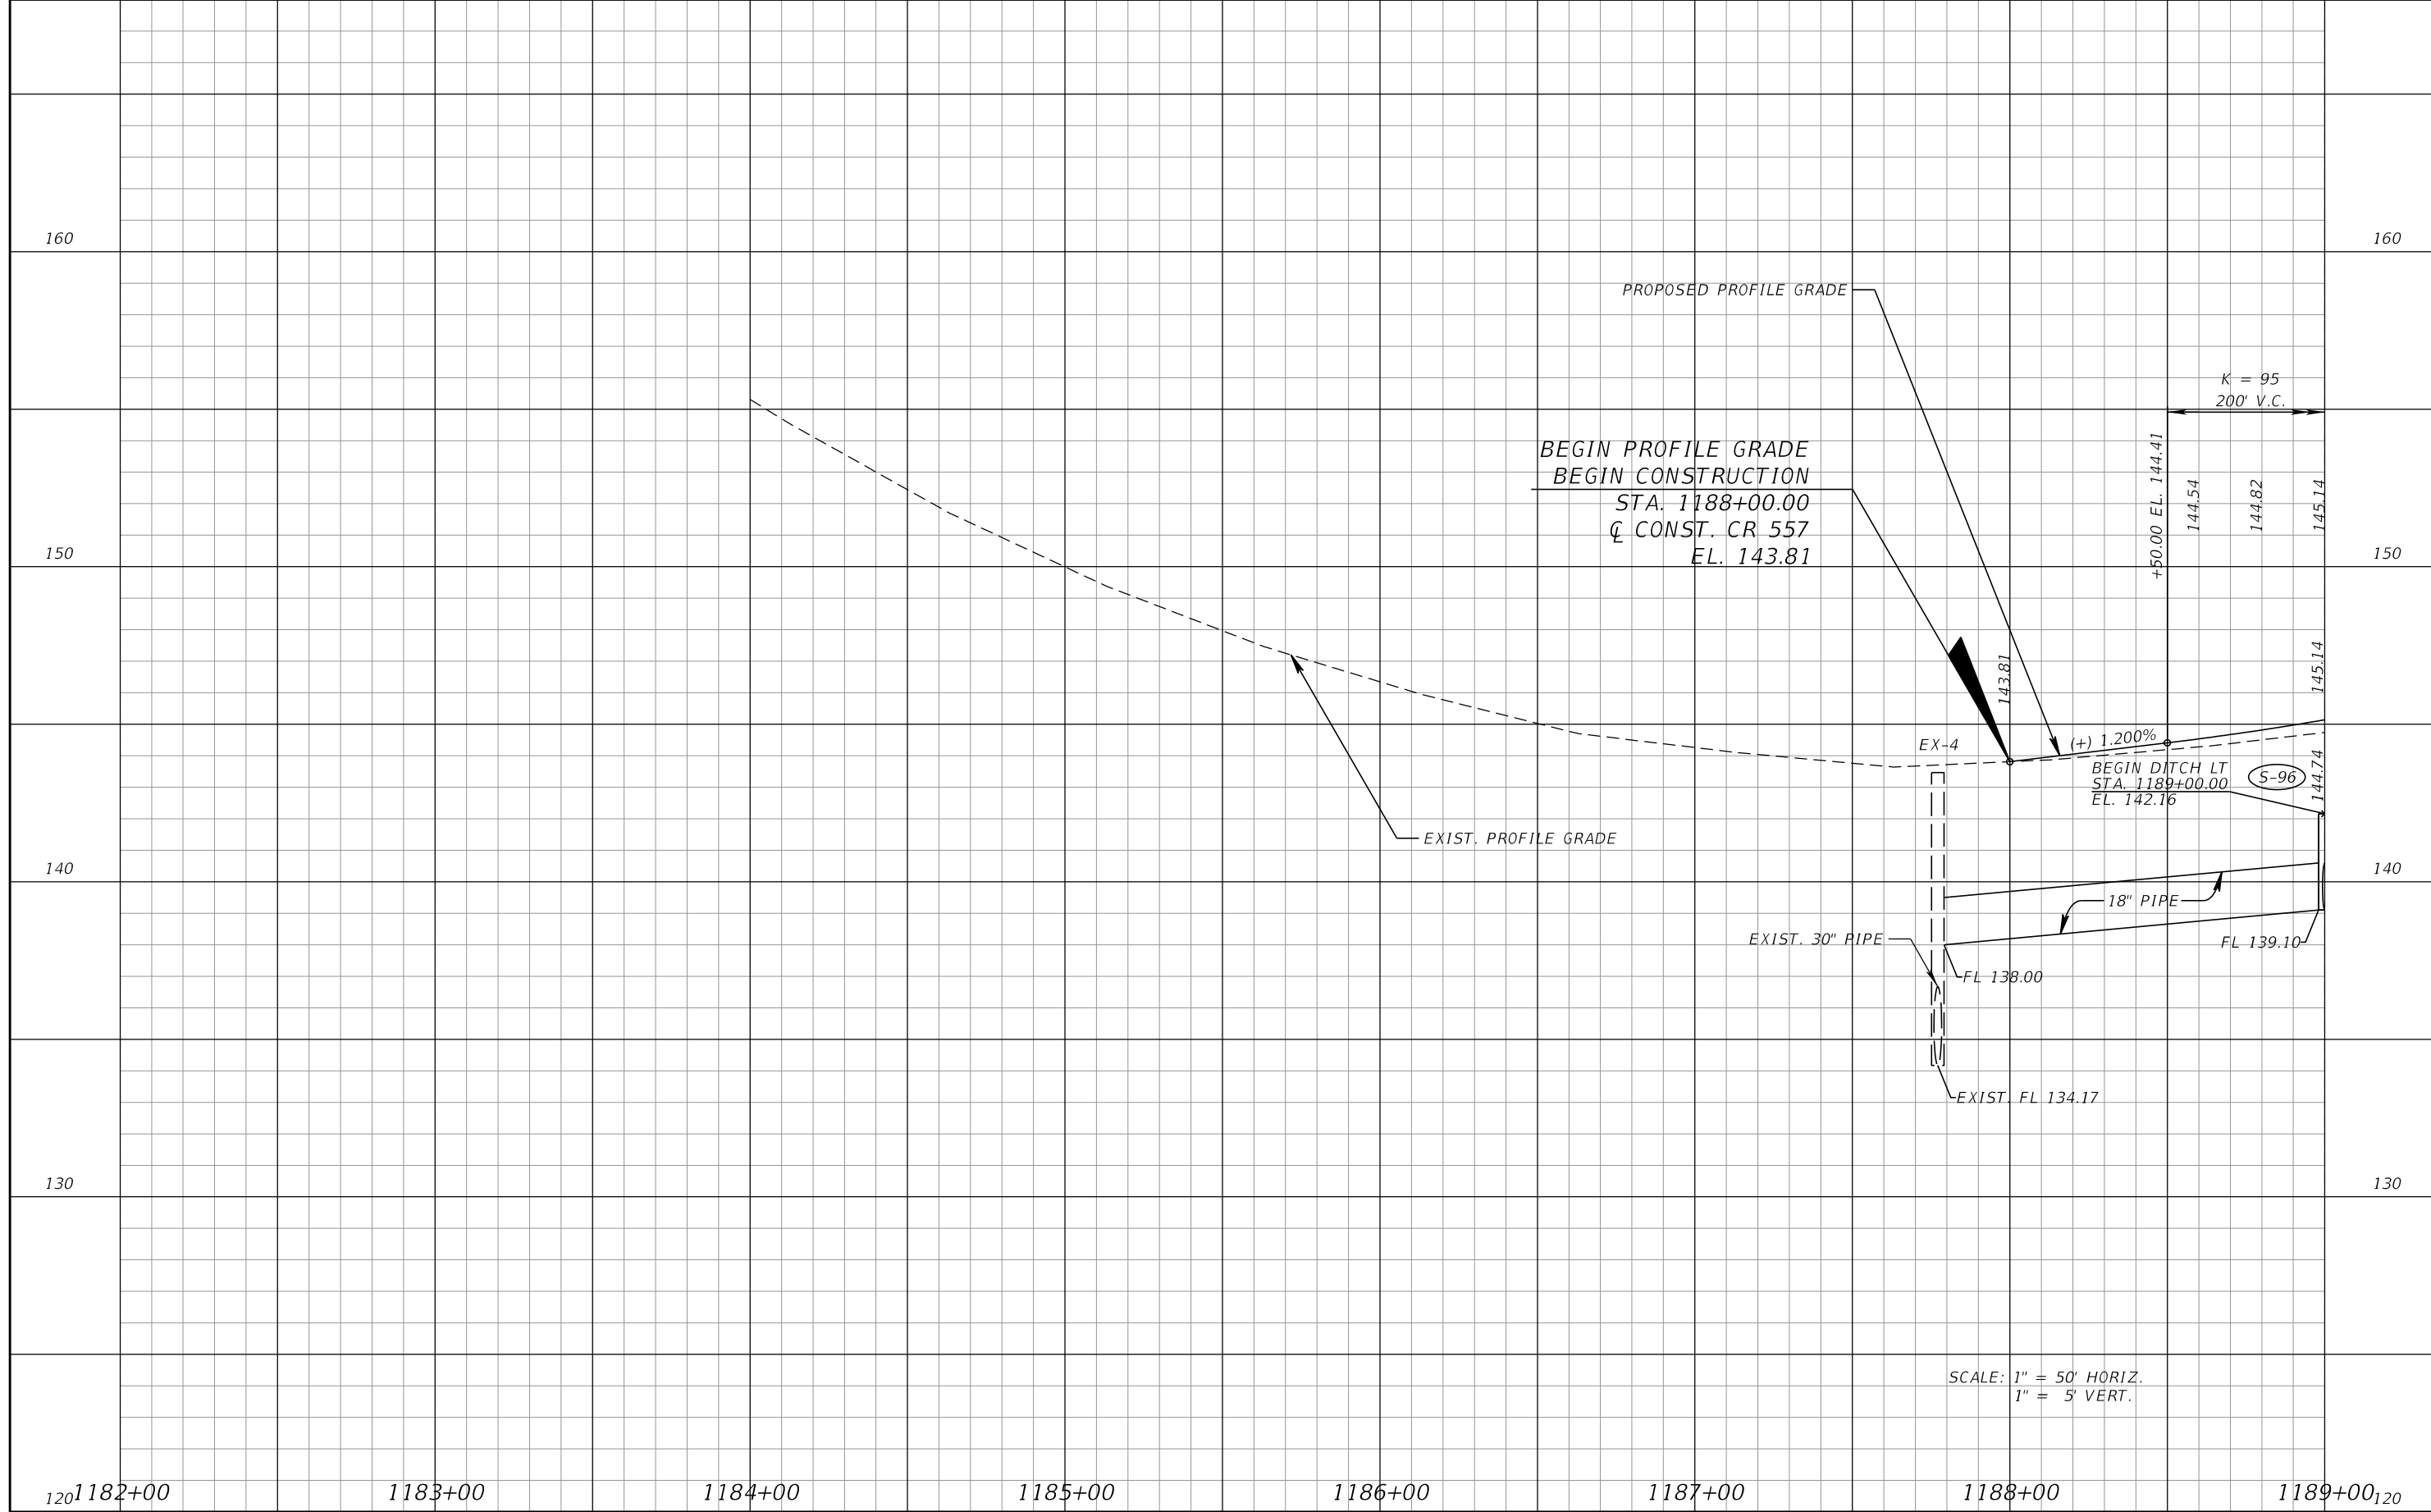 160
160
PROPOSED PROFILE GRADE
K = 95
200' V.C.
BEGIN PROFILE GRADE
BEGIN CONSTRUCTION
STA. 1188+00.00
℄ CONST. CR 557
EL. 143.81
+50.00 EL. 144.41
144.54
144.82
145.14
150
150
143.81
145.14
EX-4
(+) 1.200%
BEGIN DITCH LT
STA. 1189+00.00
EL. 142.16
S-96
144.74
EXIST. PROFILE GRADE
140
140
18" PIPE
EXIST. 30" PIPE
FL 139.10
FL 138.00
EXIST. FL 134.17
130
130
SCALE: 1" = 50' HORIZ.
1" = 5' VERT.
120
1182+00
1183+00
1184+00
1185+00
1186+00
1187+00
1188+00
1189+00
120